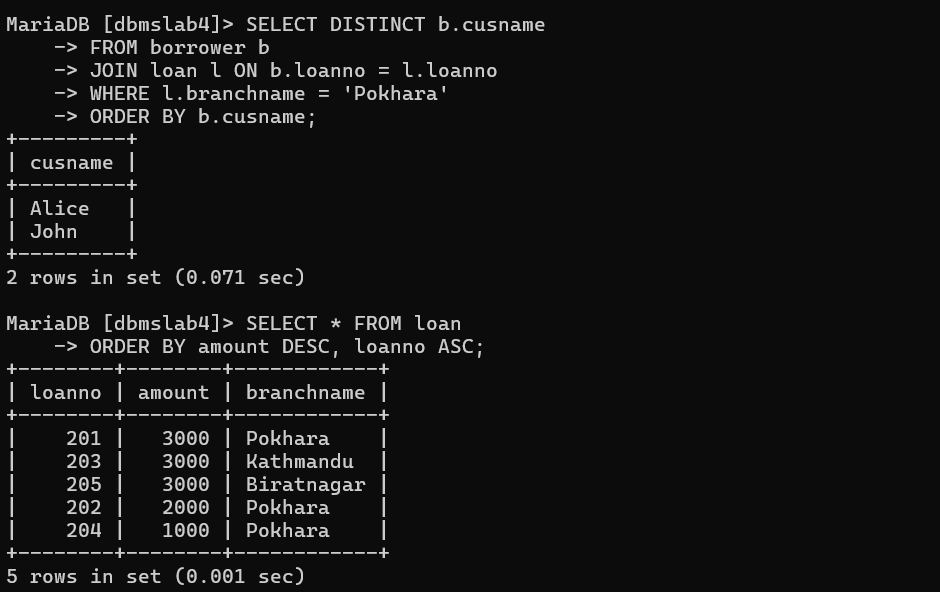 MariaDB [dbmslab4]> SELECT DISTINCT b.cusname
    -> FROM borrower b
    -> JOIN loan l ON b.loanno = l.loanno
    -> WHERE l.branchname = 'Pokhara'
    -> ORDER BY b.cusname;
+---------+
| cusname |
+---------+
| Alice   |
| John    |
+---------+
2 rows in set (0.071 sec)

MariaDB [dbmslab4]> SELECT * FROM loan
    -> ORDER BY amount DESC, loanno ASC;
+--------+--------+------------+
| loanno | amount | branchname |
+--------+--------+------------+
|    201 |   3000 | Pokhara    |
|    203 |   3000 | Kathmandu  |
|    205 |   3000 | Biratnagar |
|    202 |   2000 | Pokhara    |
|    204 |   1000 | Pokhara    |
+--------+--------+------------+
5 rows in set (0.001 sec)